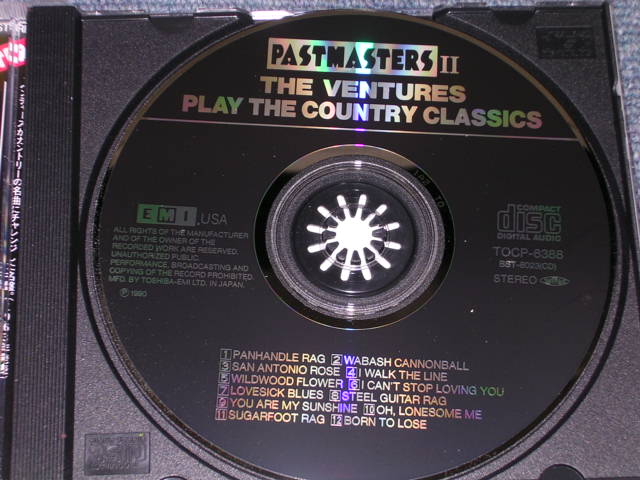 PASTMASTERS II
THE VENTURES
PLAY THE COUNTRY CLASSICS
EMI.USA
ALL RIGHTS OF THE MANUFACTURER
AND OF THE OWNER OF THE
RECORDED WORK ARE RESERVED.
UNAUTHORIZED PUBLIC
PERFORMANCE, BROADCASTING AND
COPYING OF THE RECORD PROHIBITED.
MFD. BY TOSHIBA-EMI LTD. IN JAPAN.
℗ 1990
COMPACT
disc
DIGITAL AUDIO
TOCP-6388
BST-8023(CD)
STEREO
1 PANHANDLE RAG 2 WABASH CANNONBALL
3 SAN ANTONIO ROSE 4 I WALK THE LINE
5 WILDWOOD FLOWER 6 I CAN'T STOP LOVING YOU
7 LOVESICK BLUES 8 STEEL GUITAR RAG
9 YOU ARE MY SUNSHINE 10 OH, LONESOME ME
11 SUGARFOOT RAG 12 BORN TO LOSE